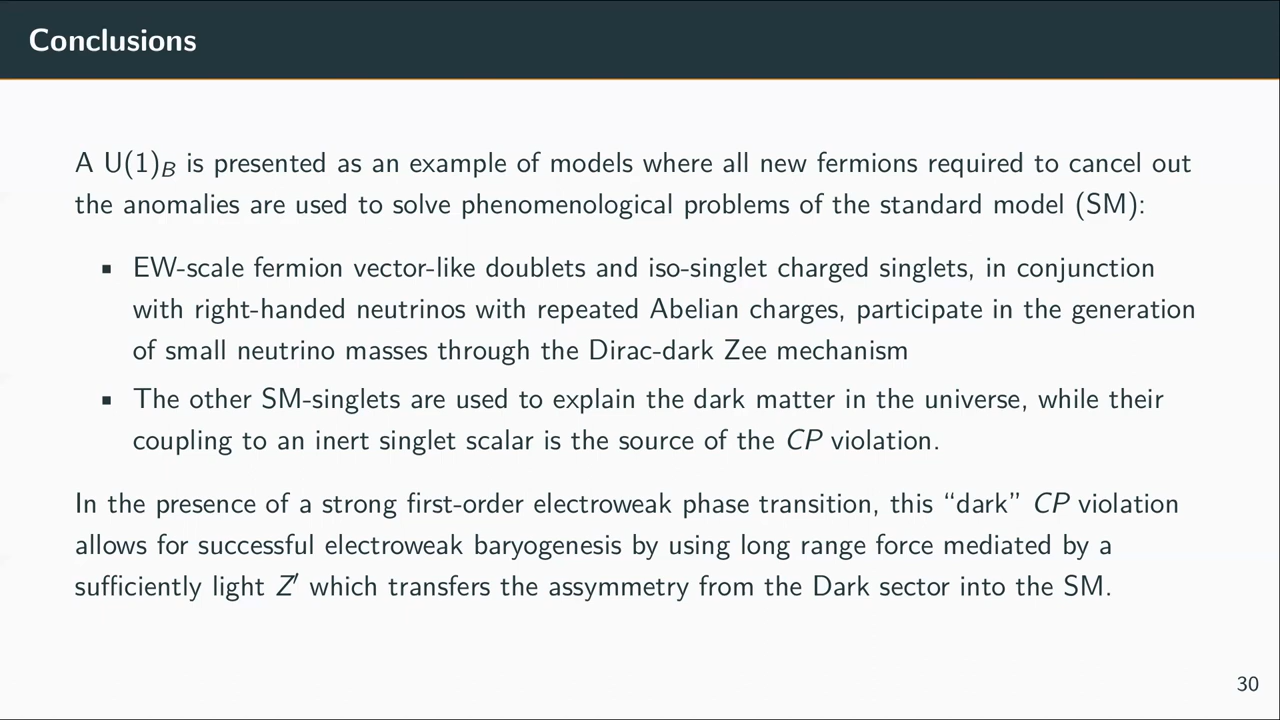 Conclusions
A U(1)_B is presented as an example of models where all new fermions required to cancel out
the anomalies are used to solve phenomenological problems of the standard model (SM):
▪ EW-scale fermion vector-like doublets and iso-singlet charged singlets, in conjunction
with right-handed neutrinos with repeated Abelian charges, participate in the generation
of small neutrino masses through the Dirac-dark Zee mechanism
▪ The other SM-singlets are used to explain the dark matter in the universe, while their
coupling to an inert singlet scalar is the source of the CP violation.
In the presence of a strong first-order electroweak phase transition, this “dark” CP violation
allows for successful electroweak baryogenesis by using long range force mediated by a
sufficiently light Z′ which transfers the assymmetry from the Dark sector into the SM.
30